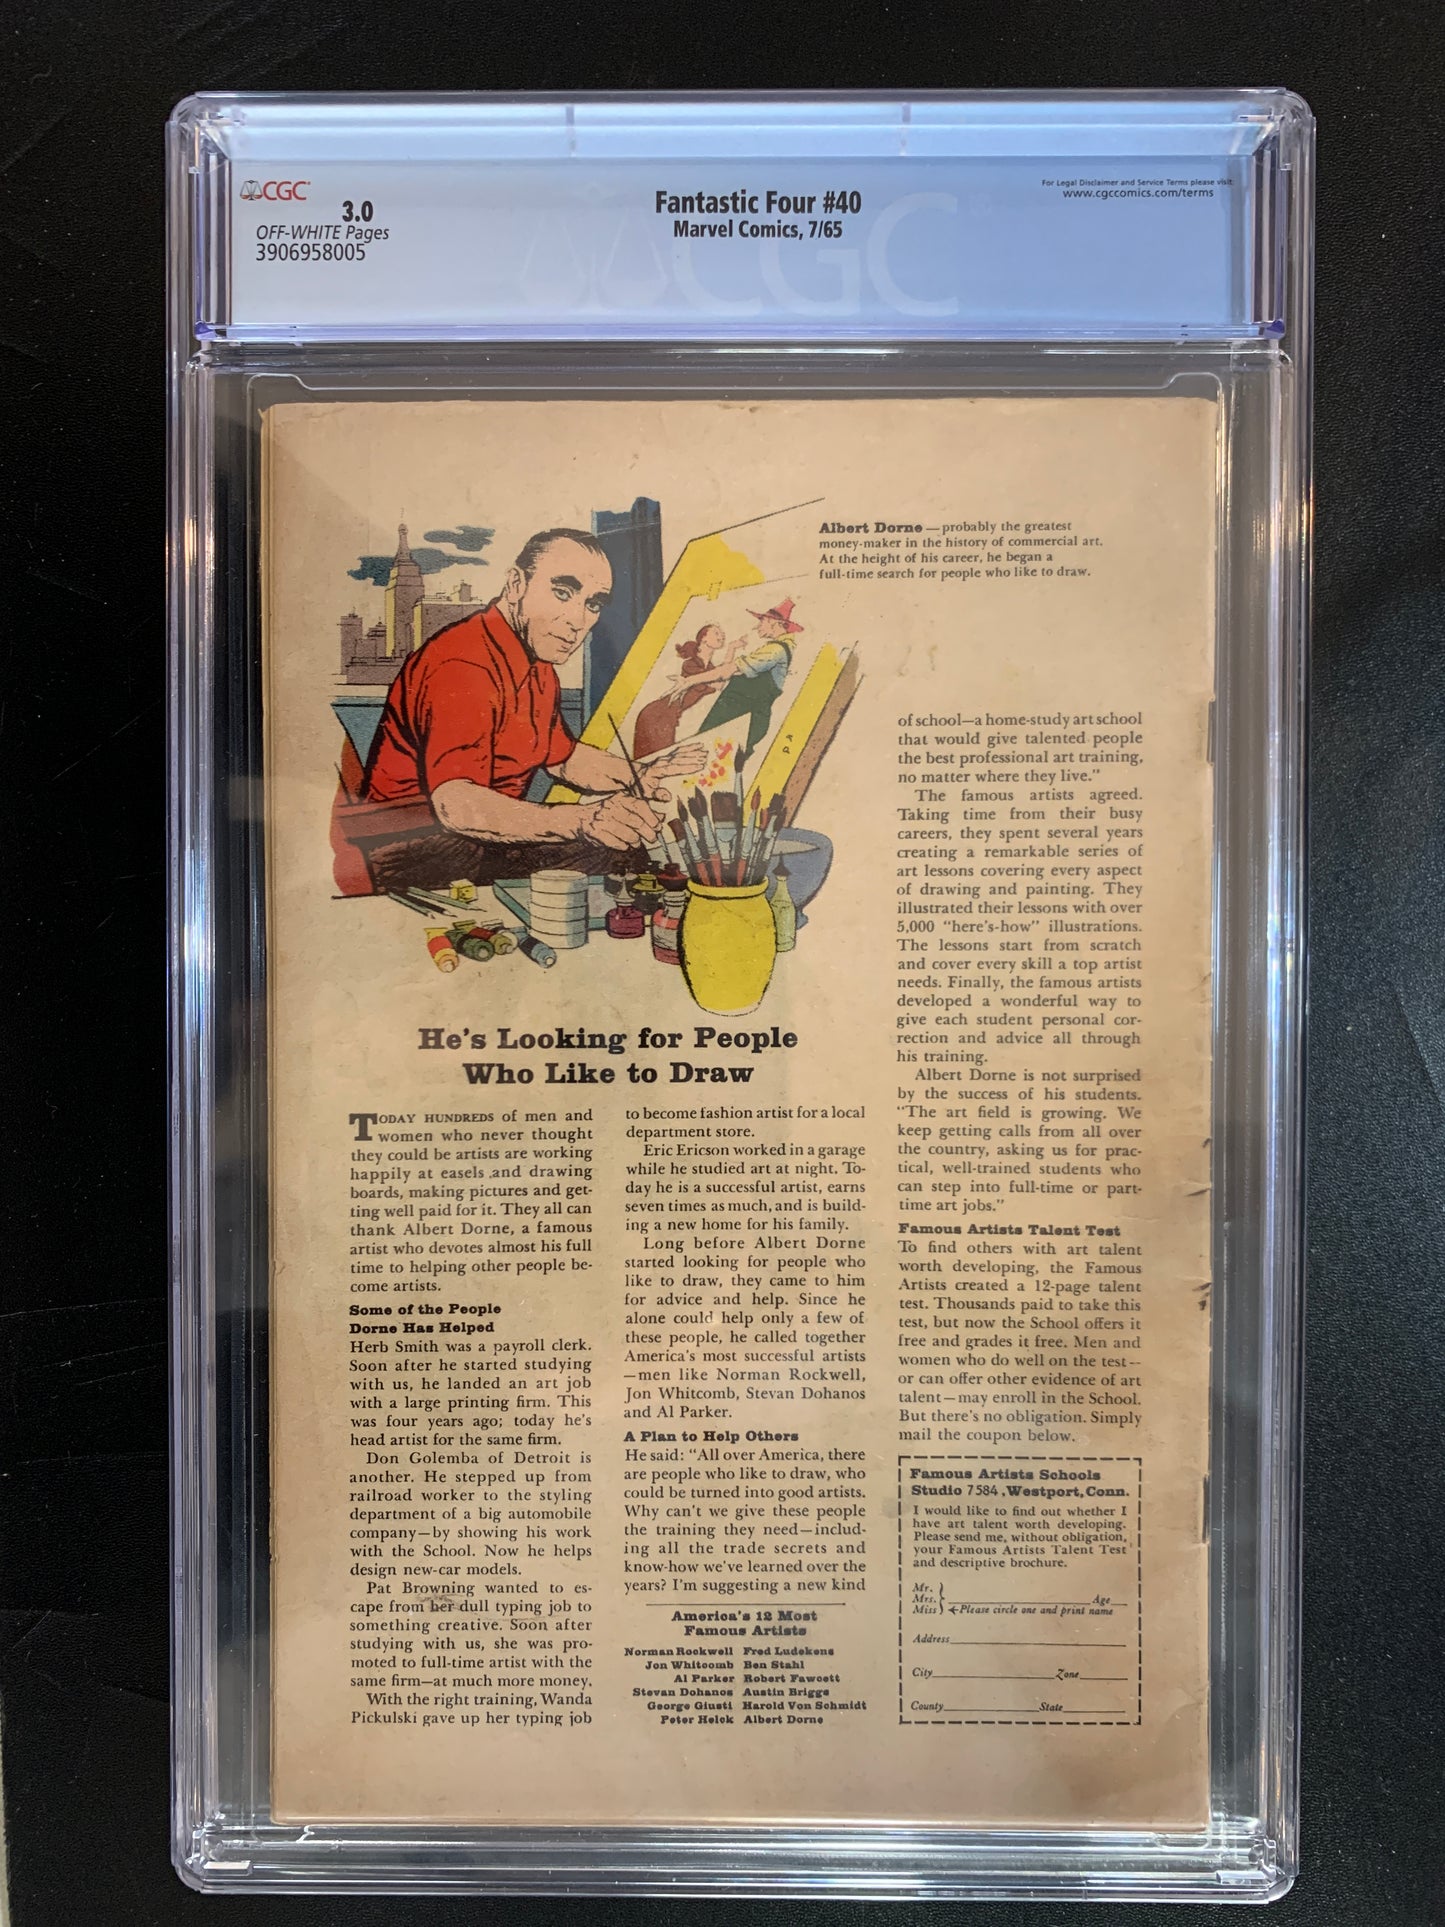 CGC
3.0
OFF-WHITE Pages
3906958005
Fantastic Four #40
Marvel Comics, 7/65
For Legal Disclaimer and Service Terms please visit:
www.cgccomics.com/terms
CGC
Albert Dorne — probably the greatest
money-maker in the history of commercial art.
At the height of his career, he began a
full-time search for people who like to draw.
He's Looking for People
Who Like to Draw
TODAY HUNDREDS of men and
women who never thought
they could be artists are working
happily at easels and drawing
boards, making pictures and get-
ting well paid for it. They all can
thank Albert Dorne, a famous
artist who devotes almost his full
time to helping other people be-
come artists.
Some of the People
Dorne Has Helped
Herb Smith was a payroll clerk.
Soon after he started studying
with us, he landed an art job
with a large printing firm. This
was four years ago; today he's
head artist for the same firm.
Don Golemba of Detroit is
another. He stepped up from
railroad worker to the styling
department of a big automobile
company—by showing his work
with the School. Now he helps
design new-car models.
Pat Browning wanted to es-
cape from her dull typing job to
something creative. Soon after
studying with us, she was pro-
moted to full-time artist with the
same firm—at much more money.
With the right training, Wanda
Pickulski gave up her typing job
to become fashion artist for a local
department store.
Eric Ericson worked in a garage
while he studied art at night. To-
day he is a successful artist, earns
seven times as much, and is build-
ing a new home for his family.
Long before Albert Dorne
started looking for people who
like to draw, they came to him
for advice and help. Since he
alone could help only a few of
these people, he called together
America's most successful artists
—men like Norman Rockwell,
Jon Whitcomb, Stevan Dohanos
and Al Parker.
A Plan to Help Others
He said: "All over America, there
are people who like to draw, who
could be turned into good artists.
Why can't we give these people
the training they need—includ-
ing all the trade secrets and
know-how we've learned over the
years? I'm suggesting a new kind
America's 12 Most
Famous Artists
Norman Rockwell Fred Ludekens
Jon Whitcomb Ben Stahl
Al Parker Robert Fawcett
Stevan Dohanos Austin Briggs
George Giusti Harold Von Schmidt
Peter Helck Albert Dorne
of school—a home-study art school
that would give talented people
the best professional art training,
no matter where they live."
The famous artists agreed.
Taking time from their busy
careers, they spent several years
creating a remarkable series of
art lessons covering every aspect
of drawing and painting. They
illustrated their lessons with over
5,000 "here's-how" illustrations.
The lessons start from scratch
and cover every skill a top artist
needs. Finally, the famous artists
developed a wonderful way to
give each student personal cor-
rection and advice all through
his training.
Albert Dorne is not surprised
by the success of his students.
"The art field is growing. We
keep getting calls from all over
the country, asking us for prac-
tical, well-trained students who
can step into full-time or part-
time art jobs."
Famous Artists Talent Test
To find others with art talent
worth developing, the Famous
Artists created a 12-page talent
test. Thousands paid to take this
test, but now the School offers it
free and grades it free. Men and
women who do well on the test—
or can offer other evidence of art
talent—may enroll in the School.
But there's no obligation. Simply
mail the coupon below.
Famous Artists Schools
Studio 7584, Westport, Conn.
I would like to find out whether I
have art talent worth developing.
Please send me, without obligation,
your Famous Artists Talent Test
and descriptive brochure.
Mr.
Mrs. Age
Miss ←Please circle one and print name
Address
City Zone
County State